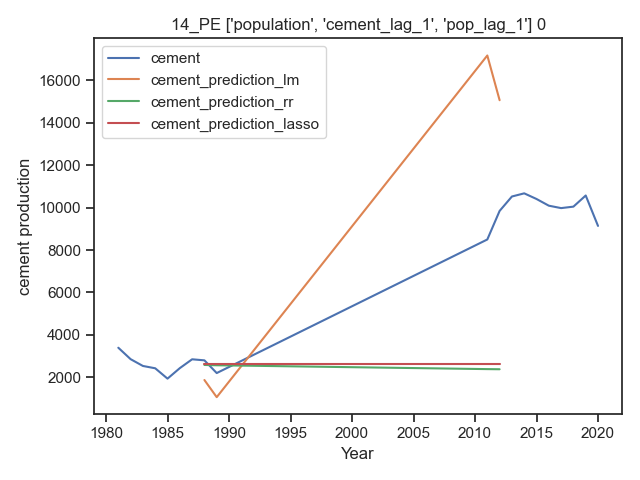 14_PE ['population', 'cement_lag_1', 'pop_lag_1'] 0
cement
cement_prediction_lm
cement_prediction_rr
cement_prediction_lasso
cement production
16000
14000
12000
10000
8000
6000
4000
2000
1980 1985 1990 1995 2000 2005 2010 2015 2020
Year